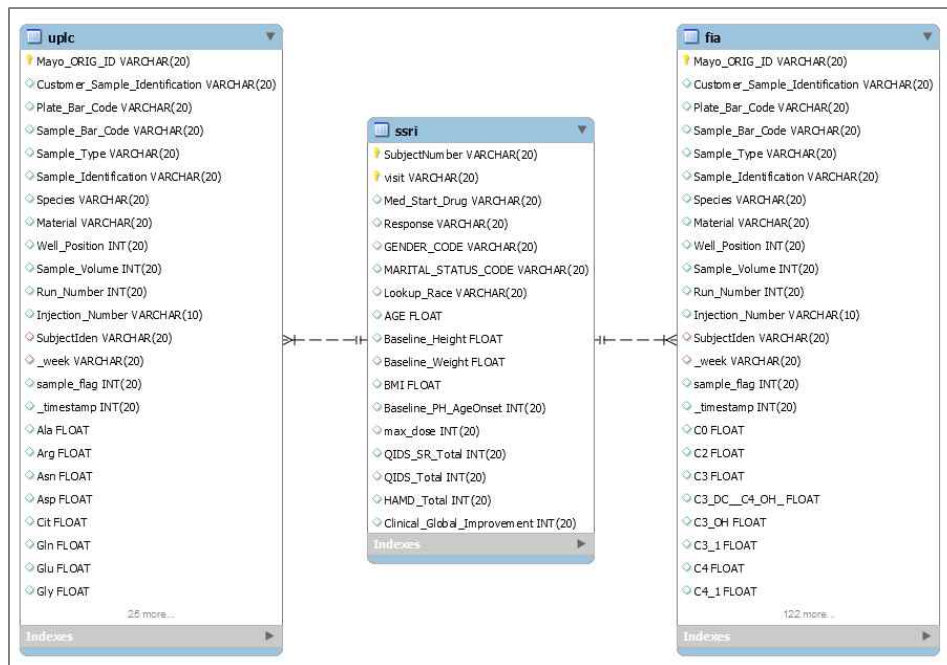 uplc
Mayo_ORIG_ID VARCHAR(20)
Customer_Sample_Identification VARCHAR(20)
Plate_Bar_Code VARCHAR(20)
Sample_Bar_Code VARCHAR(20)
Sample_Type VARCHAR(20)
Sample_Identification VARCHAR(20)
Species VARCHAR(20)
Material VARCHAR(20)
Well_Position INT(20)
Sample_Volume INT(20)
Run_Number INT(20)
Injection_Number VARCHAR(10)
SubjectIden VARCHAR(20)
_week VARCHAR(20)
sample_flag INT(20)
_timestamp INT(20)
Ala FLOAT
Arg FLOAT
Asn FLOAT
Asp FLOAT
Cit FLOAT
Gln FLOAT
Glu FLOAT
Gly FLOAT
26 more...
Indexes
ssri
SubjectNumber VARCHAR(20)
visit VARCHAR(20)
Med_Start_Drug VARCHAR(20)
Response VARCHAR(20)
GENDER_CODE VARCHAR(20)
MARITAL_STATUS_CODE VARCHAR(20)
Lookup_Race VARCHAR(20)
AGE FLOAT
Baseline_Height FLOAT
Baseline_Weight FLOAT
BMI FLOAT
Baseline_PH_AgeOnset INT(20)
max_dose INT(20)
QIDS_SR_Total INT(20)
QIDS_Total INT(20)
HAMD_Total INT(20)
Clinical_Global_Improvement INT(20)
Indexes
fia
Mayo_ORIG_ID VARCHAR(20)
Customer_Sample_Identification VARCHAR(20)
Plate_Bar_Code VARCHAR(20)
Sample_Bar_Code VARCHAR(20)
Sample_Type VARCHAR(20)
Sample_Identification VARCHAR(20)
Species VARCHAR(20)
Material VARCHAR(20)
Well_Position INT(20)
Sample_Volume INT(20)
Run_Number INT(20)
Injection_Number VARCHAR(10)
SubjectIden VARCHAR(20)
_week VARCHAR(20)
sample_flag INT(20)
_timestamp INT(20)
C0 FLOAT
C2 FLOAT
C3 FLOAT
C3_DC__C4_OH_ FLOAT
C3_OH FLOAT
C3_1 FLOAT
C4 FLOAT
C4_1 FLOAT
122 more...
Indexes